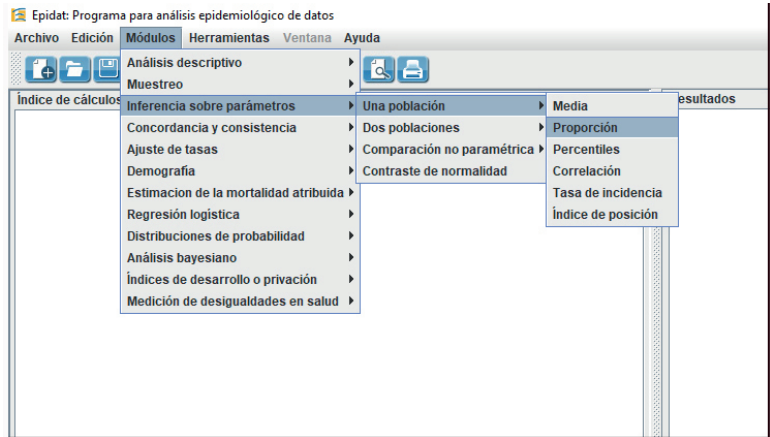 Epidat: Programa para análisis epidemiológico de datos
Archivo Edición Módulos Herramientas Ventana Ayuda
Índice de cálculos
Análisis descriptivo
Muestreo
Inferencia sobre parámetros
Concordancia y consistencia
Ajuste de tasas
Demografía
Estimacion de la mortalidad atribuida
Regresión logística
Distribuciones de probabilidad
Análisis bayesiano
Índices de desarrollo o privación
Medición de desigualdades en salud
Una población
Dos poblaciones
Comparación no paramétrica
Contraste de normalidad
Media
Proporción
Percentiles
Correlación
Tasa de incidencia
Índice de posición
esultados